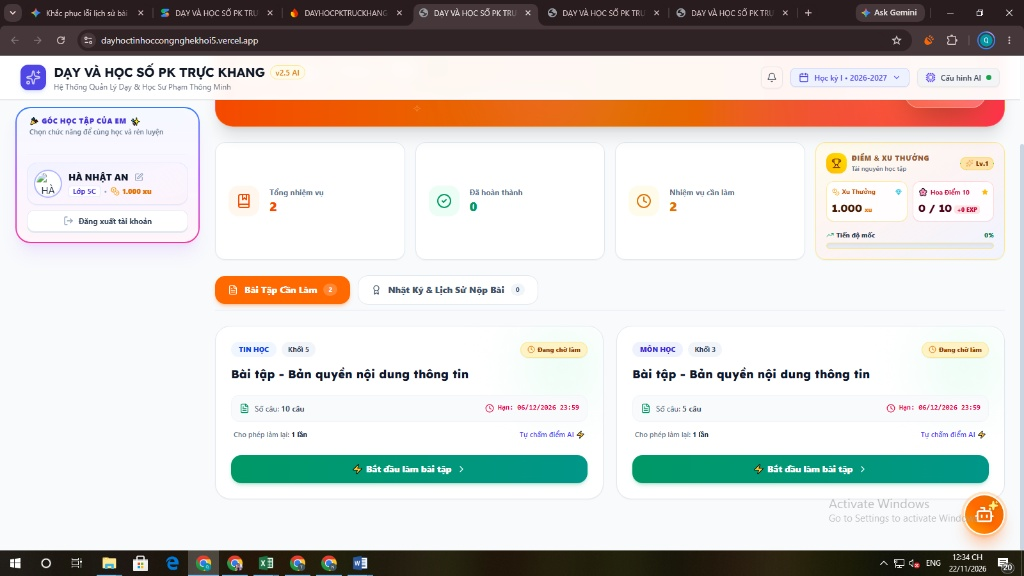 Khắc phục lỗi lịch sử bài
DẠY VÀ HỌC SỐ PK TRU
DAYHOCPKTRUCKHANG
DẠY VÀ HỌC SỐ PK TRU
DẠY VÀ HỌC SỐ PK TRU
DẠY VÀ HỌC SỐ PK TRU
Ask Gemini
dayhoctinhoccongnghekhoi5.vercel.app
Q
DẠY VÀ HỌC SỐ PK TRỰC KHANG
v2.5 AI
Hệ Thống Quản Lý Dạy & Học Sư Phạm Thông Minh
Học kỳ I • 2026-2027
Cấu hình AI
GÓC HỌC TẬP CỦA EM
Chọn chức năng để cùng học và rèn luyện
HÀ
HÀ NHẬT AN
Lớp 5C • 1.000 xu
Đăng xuất tài khoản
Tổng nhiệm vụ
2
Đã hoàn thành
0
Nhiệm vụ cần làm
2
ĐIỂM & XU THƯỞNG
Tài nguyên học tập
Lv.1
Xu Thưởng
1.000 xu
Hoa Điểm 10
0 / 10 +0 EXP
Tiến độ mốc 0%
Bài Tập Cần Làm 2
Nhật Ký & Lịch Sử Nộp Bài 0
TIN HỌC Khối 5 Đang chờ làm
Bài tập - Bản quyền nội dung thông tin
Số câu: 10 câu Hạn: 06/12/2026 23:59
Cho phép làm lại: 1 lần Tự chấm điểm AI
Bắt đầu làm bài tập
MÔN HỌC Khối 3 Đang chờ làm
Bài tập - Bản quyền nội dung thông tin
Số câu: 5 câu Hạn: 06/12/2026 23:59
Cho phép làm lại: 1 lần Tự chấm điểm AI
Bắt đầu làm bài tập
Activate Windows
Go to Settings to activate Windo
ENG
12:34 CH
22/11/2026
20